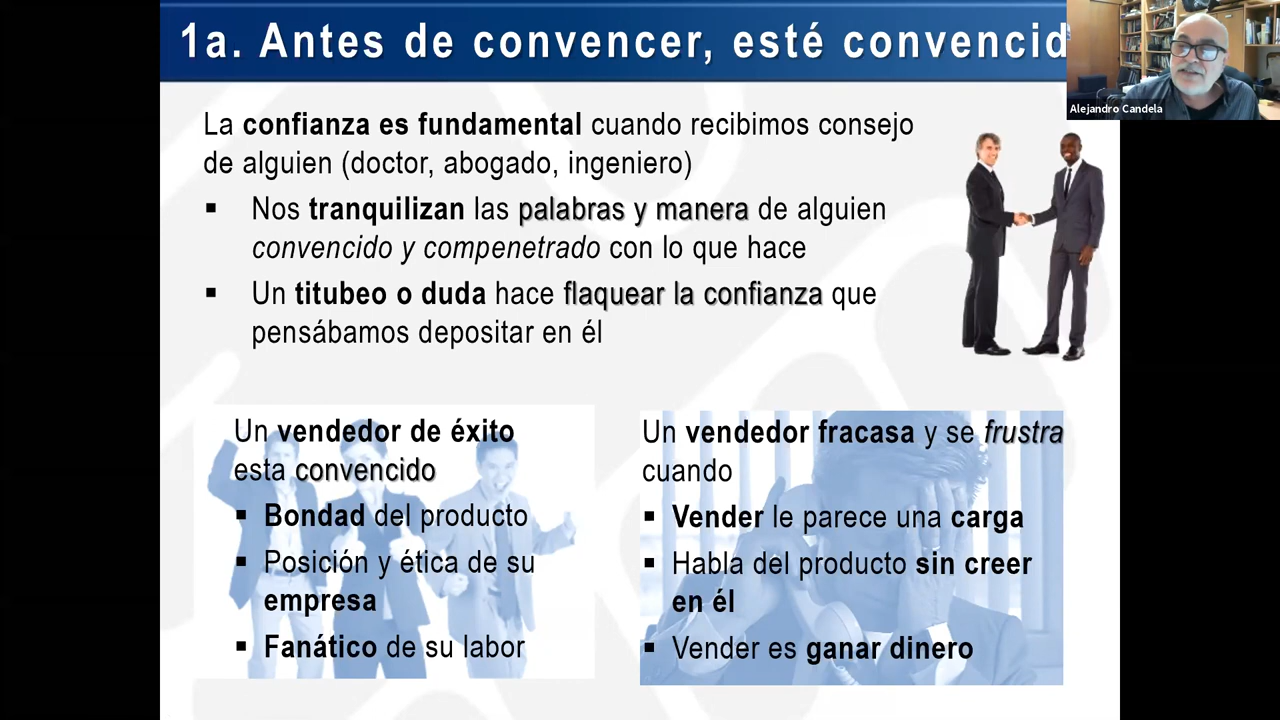 1a. Antes de convencer, esté convencid
Alejandro Candela
La confianza es fundamental cuando recibimos consejo
de alguien (doctor, abogado, ingeniero)
▪ Nos tranquilizan las palabras y manera de alguien
convencido y compenetrado con lo que hace
▪ Un titubeo o duda hace flaquear la confianza que
pensábamos depositar en él
Un vendedor de éxito
esta convencido
▪ Bondad del producto
▪ Posición y ética de su
empresa
▪ Fanático de su labor
Un vendedor fracasa y se frustra
cuando
▪ Vender le parece una carga
▪ Habla del producto sin creer
en él
▪ Vender es ganar dinero